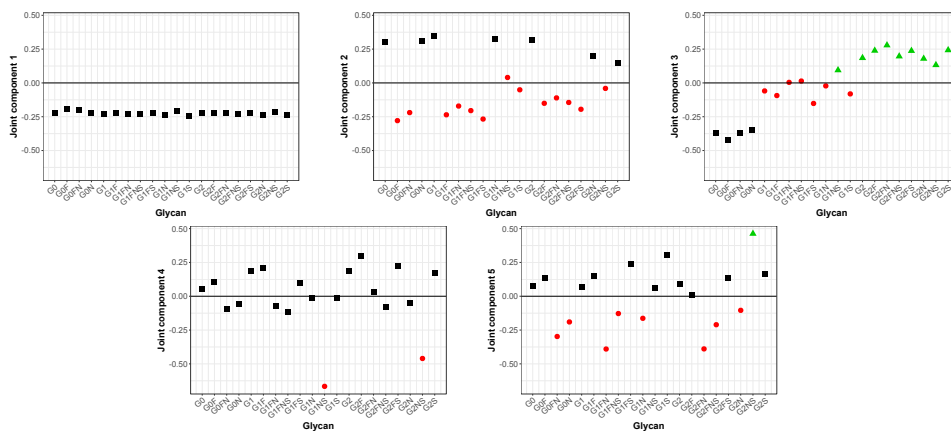 Joint component 1
0.50
0.25
0.00
-0.25
-0.50
G0
G0F
G0FN
G0N
G1
G1F
G1FN
G1FNS
G1FS
G1N
G1NS
G1S
G2
G2F
G2FN
G2FNS
G2FS
G2N
G2NS
G2S
Glycan
Joint component 2
0.50
0.25
0.00
-0.25
-0.50
G0
G0F
G0FN
G0N
G1
G1F
G1FN
G1FNS
G1FS
G1N
G1NS
G1S
G2
G2F
G2FN
G2FNS
G2FS
G2N
G2NS
G2S
Glycan
Joint component 3
0.50
0.25
0.00
-0.25
-0.50
G0
G0F
G0FN
G0N
G1
G1F
G1FN
G1FNS
G1FS
G1N
G1NS
G1S
G2
G2F
G2FN
G2FNS
G2FS
G2N
G2NS
G2S
Glycan
Joint component 4
0.50
0.25
0.00
-0.25
-0.50
G0
G0F
G0FN
G0N
G1
G1F
G1FN
G1FNS
G1FS
G1N
G1NS
G1S
G2
G2F
G2FN
G2FNS
G2FS
G2N
G2NS
G2S
Glycan
Joint component 5
0.50
0.25
0.00
-0.25
-0.50
G0
G0F
G0FN
G0N
G1
G1F
G1FN
G1FNS
G1FS
G1N
G1NS
G1S
G2
G2F
G2FN
G2FNS
G2FS
G2N
G2NS
G2S
Glycan